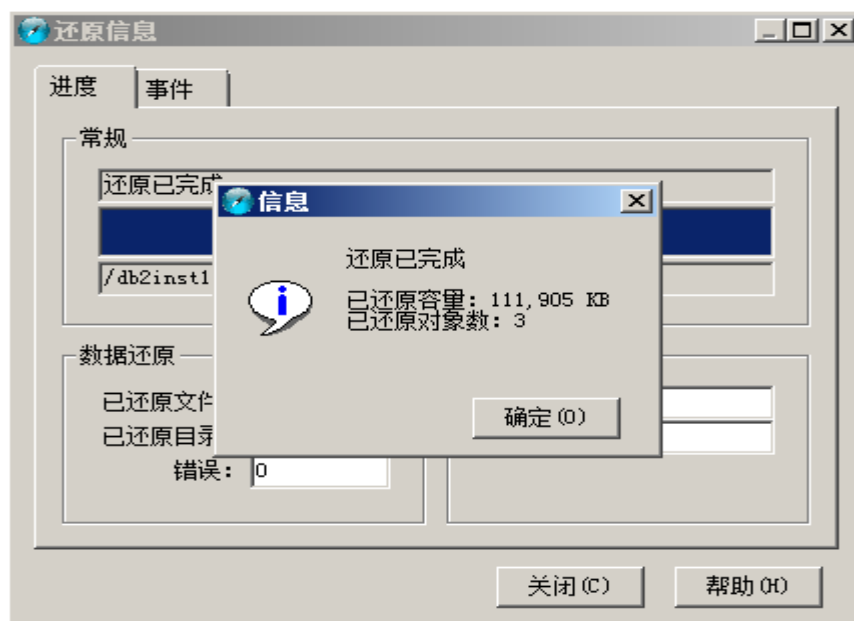 还原信息
进度
事件
常规
还原已完成
信息
还原已完成
已还原容量: 111,905 KB
已还原对象数: 3
确定(O)
/db2inst1
数据还原
已还原文件
已还原目录
错误: 0
关闭(C)
帮助(H)